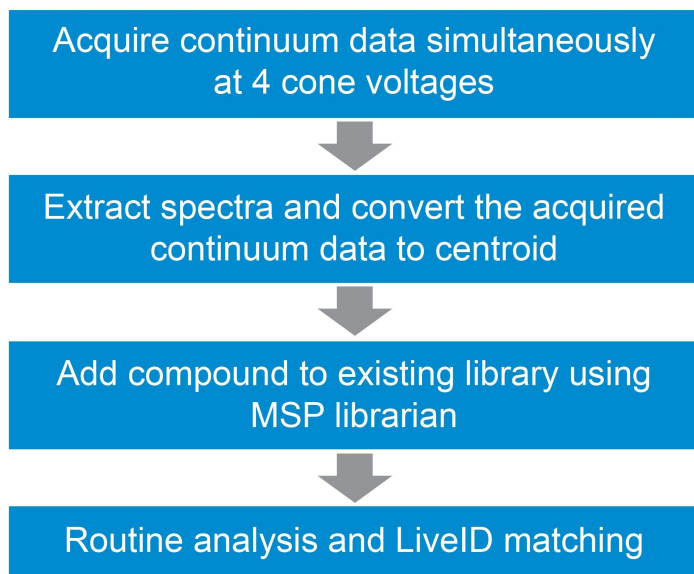 Acquire continuum data simultaneously
at 4 cone voltages
Extract spectra and convert the acquired
continuum data to centroid
Add compound to existing library using
MSP librarian
Routine analysis and LiveID matching